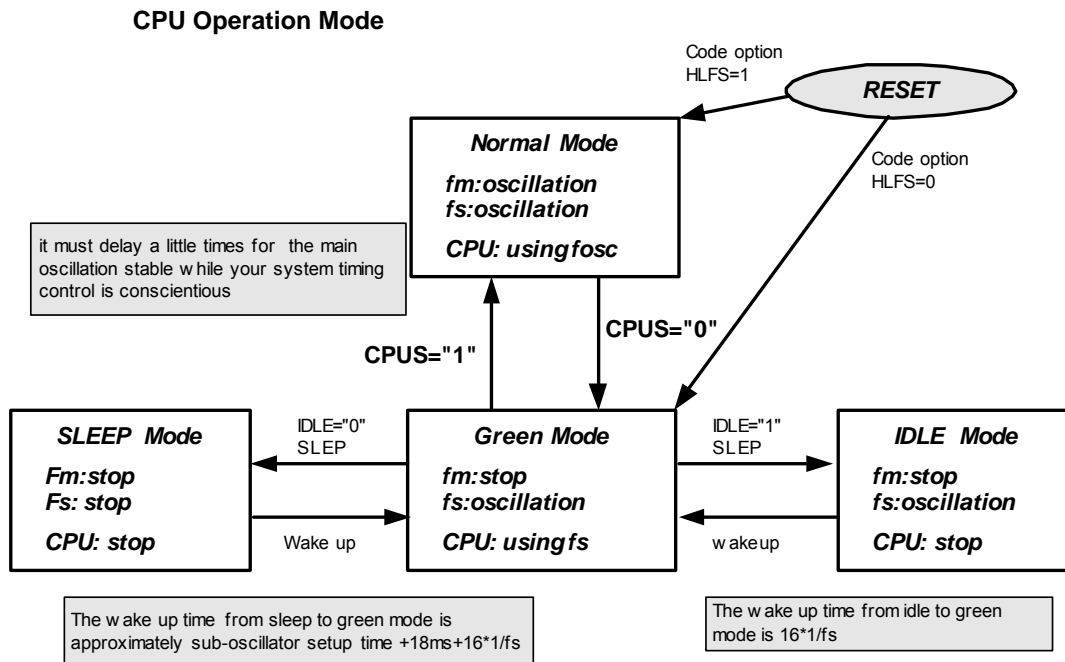 CPU Operation Mode
Code option
HLFS=1
RESET
Normal Mode
fm:oscillation
fs:oscillation
CPU: using fosc
Code option
HLFS=0
it must delay a little times for the main
oscillation stable while your system timing
control is conscientious
CPUS="1"
CPUS="0"
SLEEP Mode
Fm:stop
Fs: stop
CPU: stop
IDLE="0"
SLEP
Wake up
Green Mode
fm:stop
fs:oscillation
CPU: using fs
IDLE="1"
SLEP
wakeup
IDLE Mode
fm:stop
fs:oscillation
CPU: stop
The wake up time from sleep to green mode is
approximately sub-oscillator setup time +18ms+16*1/fs
The wake up time from idle to green
mode is 16*1/fs